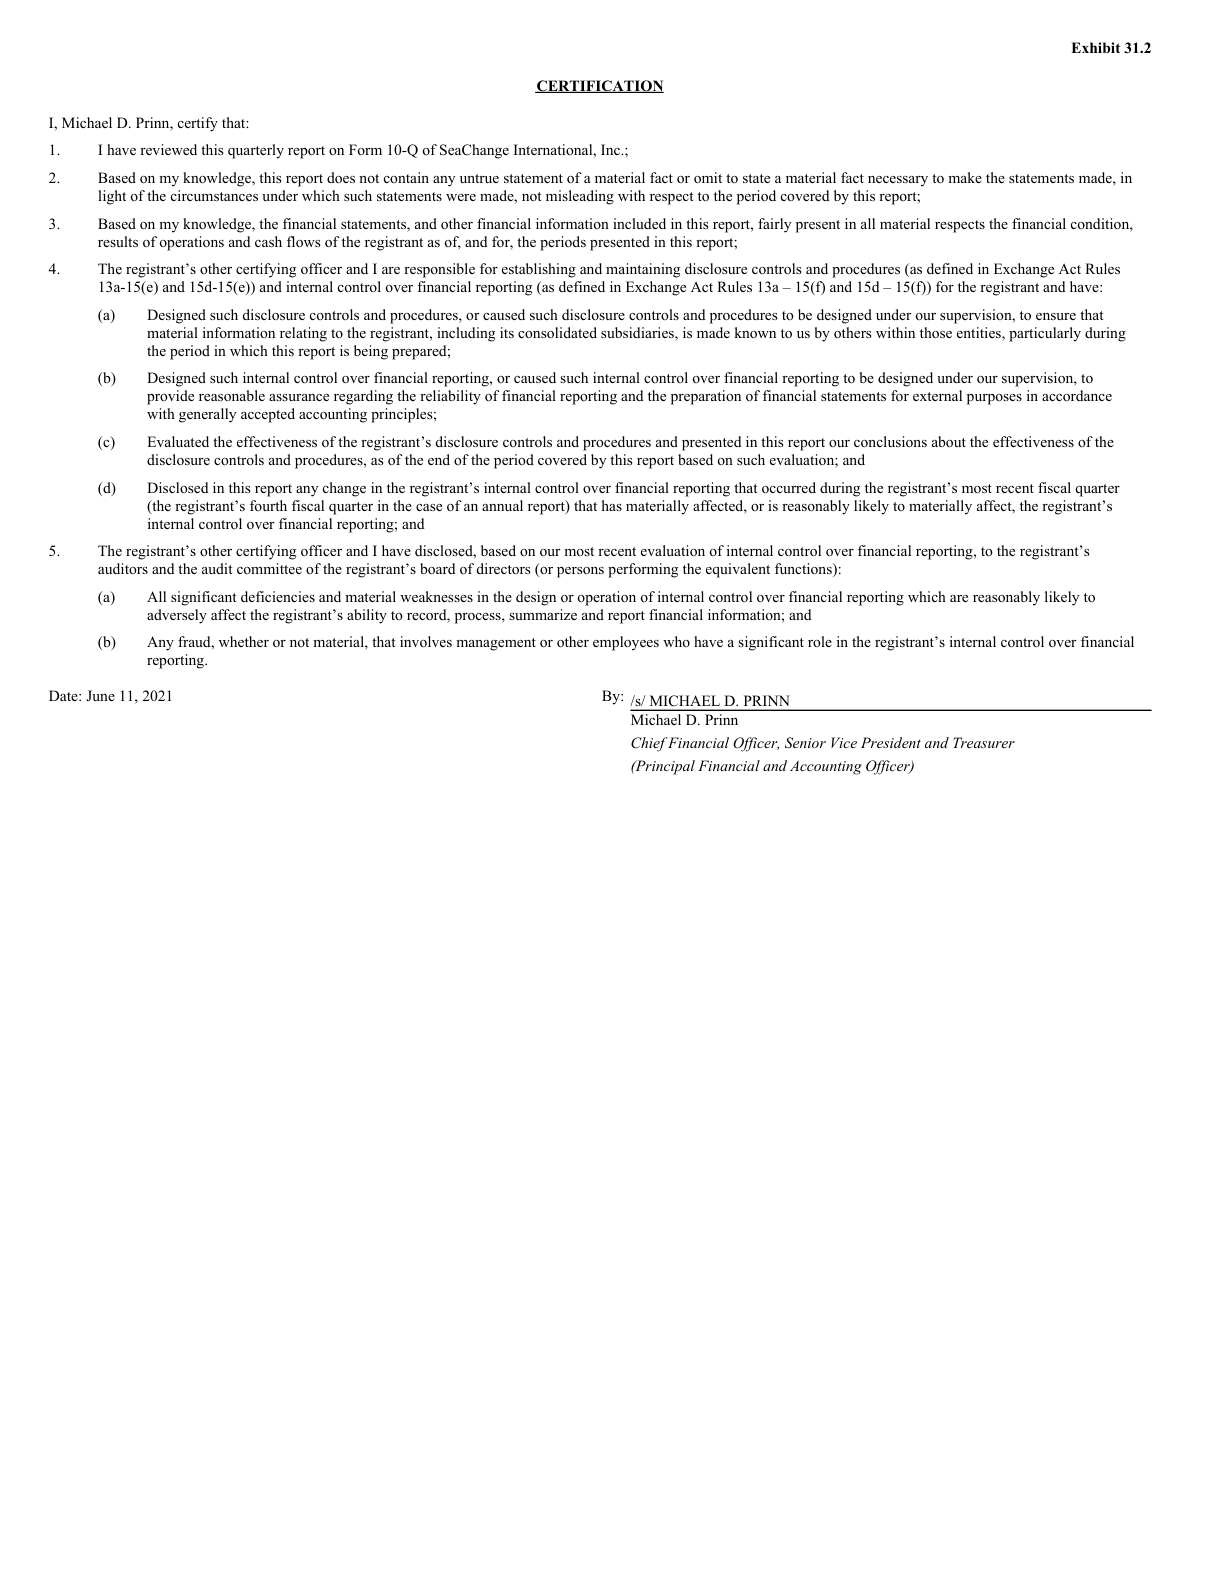 Exhibit 31.2
CERTIFICATION
I, Michael D. Prinn, certify that:
1. I have reviewed this quarterly report on Form 10-Q of SeaChange International, Inc.;
2. Based on my knowledge, this report does not contain any untrue statement of a material fact or omit to state a material fact necessary to make the statements made, in
light of the circumstances under which such statements were made, not misleading with respect to the period covered by this report;
3. Based on my knowledge, the financial statements, and other financial information included in this report, fairly present in all material respects the financial condition,
results of operations and cash flows of the registrant as of, and for, the periods presented in this report;
4. The registrant’s other certifying officer and I are responsible for establishing and maintaining disclosure controls and procedures (as defined in Exchange Act Rules
13a-15(e) and 15d-15(e)) and internal control over financial reporting (as defined in Exchange Act Rules 13a – 15(f) and 15d – 15(f)) for the registrant and have:
(a) Designed such disclosure controls and procedures, or caused such disclosure controls and procedures to be designed under our supervision, to ensure that
material information relating to the registrant, including its consolidated subsidiaries, is made known to us by others within those entities, particularly during
the period in which this report is being prepared;
(b) Designed such internal control over financial reporting, or caused such internal control over financial reporting to be designed under our supervision, to
provide reasonable assurance regarding the reliability of financial reporting and the preparation of financial statements for external purposes in accordance
with generally accepted accounting principles;
(c) Evaluated the effectiveness of the registrant’s disclosure controls and procedures and presented in this report our conclusions about the effectiveness of the
disclosure controls and procedures, as of the end of the period covered by this report based on such evaluation; and
(d) Disclosed in this report any change in the registrant’s internal control over financial reporting that occurred during the registrant’s most recent fiscal quarter
(the registrant’s fourth fiscal quarter in the case of an annual report) that has materially affected, or is reasonably likely to materially affect, the registrant’s
internal control over financial reporting; and
5. The registrant’s other certifying officer and I have disclosed, based on our most recent evaluation of internal control over financial reporting, to the registrant’s
auditors and the audit committee of the registrant’s board of directors (or persons performing the equivalent functions):
(a) All significant deficiencies and material weaknesses in the design or operation of internal control over financial reporting which are reasonably likely to
adversely affect the registrant’s ability to record, process, summarize and report financial information; and
(b) Any fraud, whether or not material, that involves management or other employees who have a significant role in the registrant’s internal control over financial
reporting.
Date: June 11, 2021 By: /s/ MICHAEL D. PRINN
Michael D. Prinn
Chief Financial Officer, Senior Vice President and Treasurer
(Principal Financial and Accounting Officer)